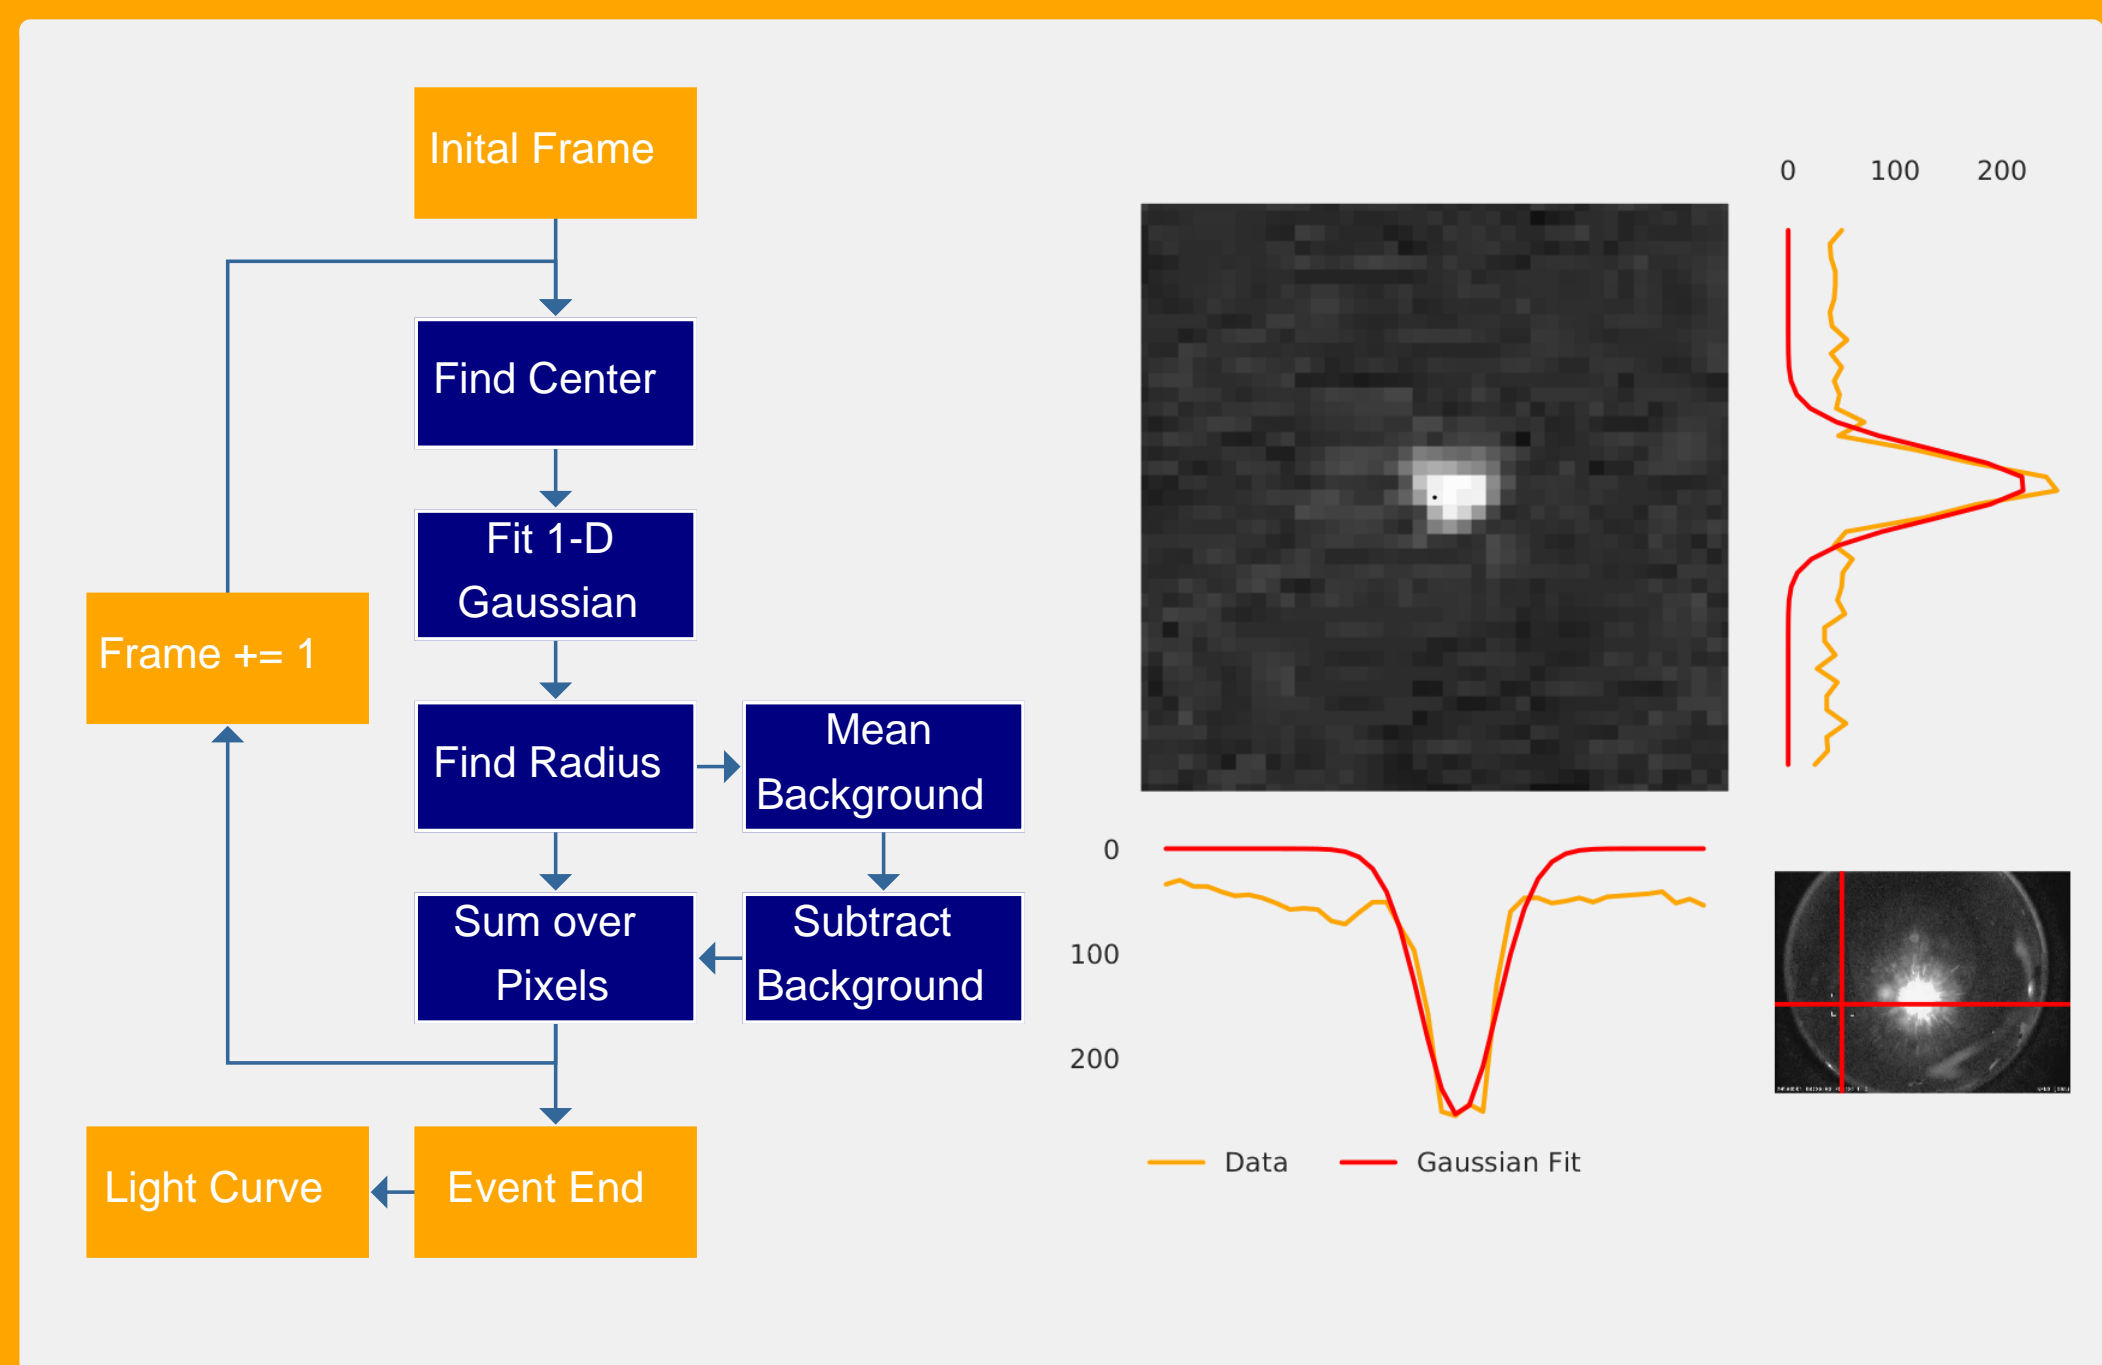 Inital Frame
Find Center
Fit 1-D
Gaussian
Frame += 1
Find Radius
Mean
Background
Sum over
Pixels
Subtract
Background
Light Curve
Event End
0 100 200
0
100
200
Data
Gaussian Fit